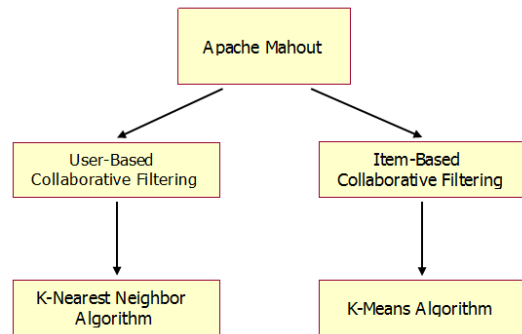 Apache Mahout
User-Based
Collaborative Filtering
Item-Based
Collaborative Filtering
K-Nearest Neighbor
Algorithm
K-Means Algorithm